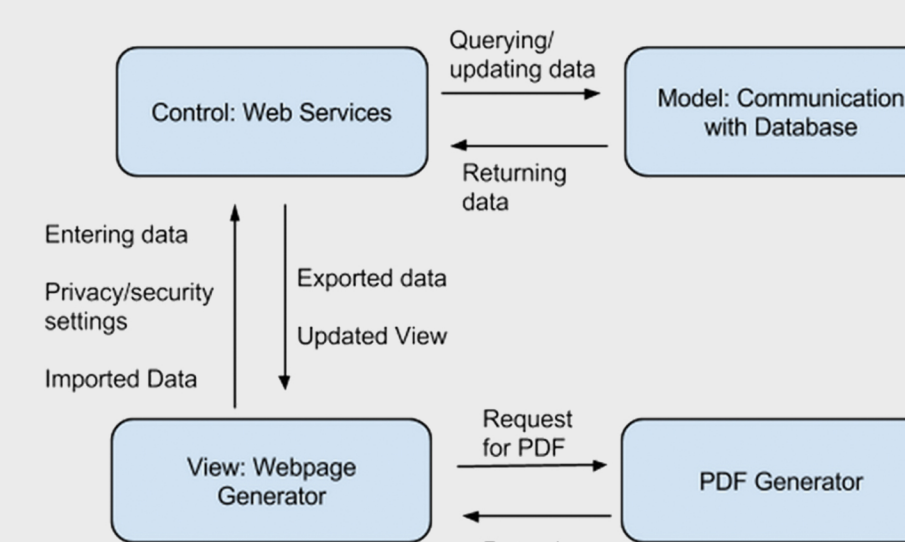 Querying/
updating data
Control: Web Services
Model: Communication
with Database
Returning
data
Entering data
Privacy/security
settings
Imported Data
Exported data
Updated View
Request
for PDF
View: Webpage
Generator
PDF Generator